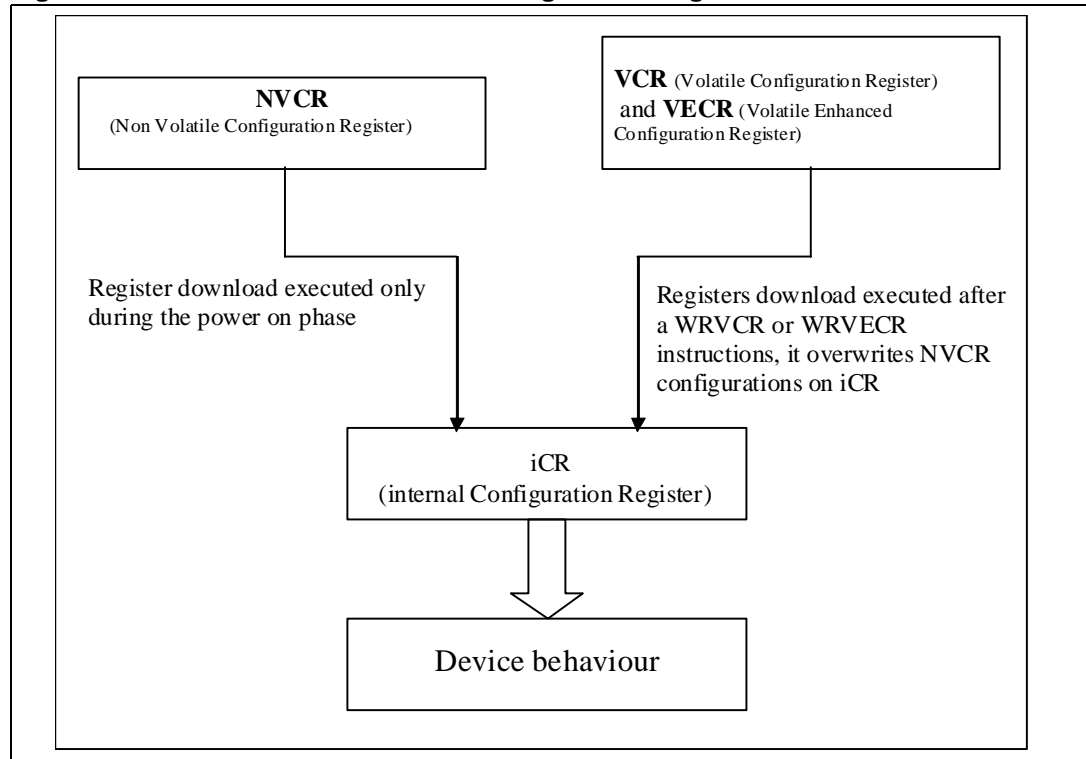 NVCR
(Non Volatile Configuration Register)
VCR (Volatile Configuration Register)
and VECR (Volatile Enhanced
Configuration Register)
Register download executed only
during the power on phase
Registers download executed after
a WRVCR or WRVECR
instructions, it overwrites NVCR
configurations on iCR
iCR
(internal Configuration Register)
Device behaviour